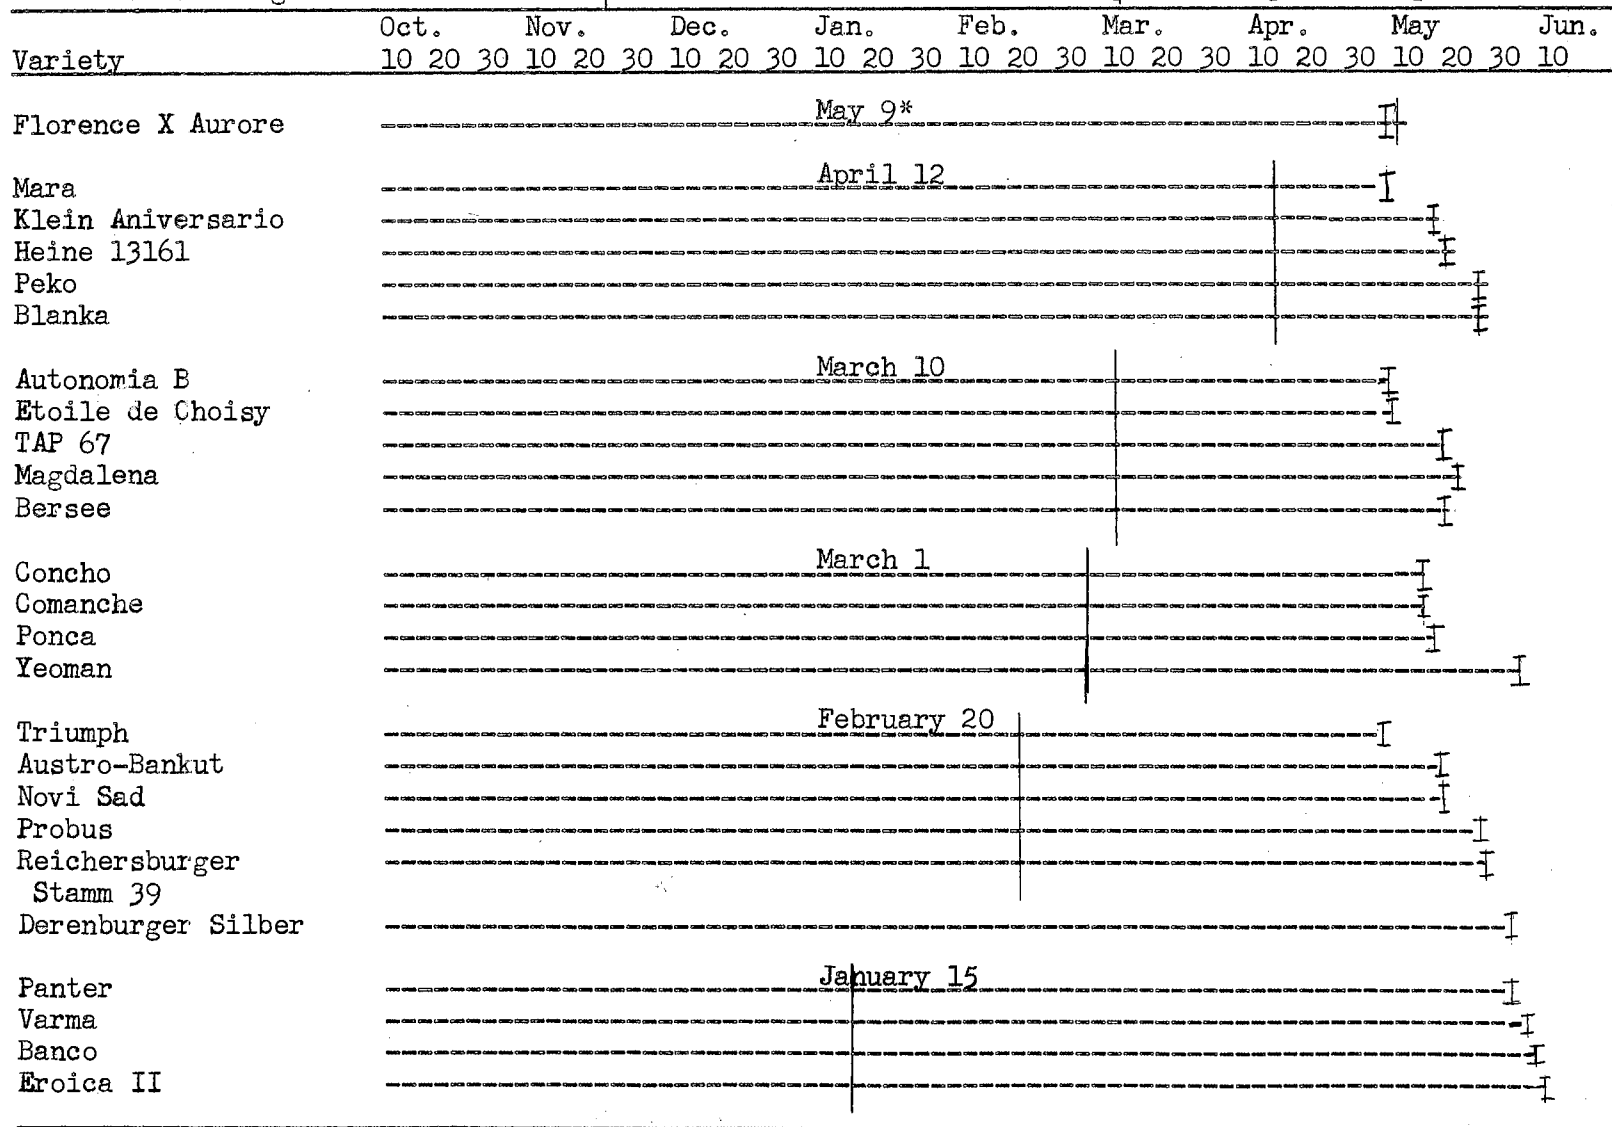 Oct. Nov. Dec. Jan. Feb. Mar. Apr. May Jun.
Variety 10 20 30 10 20 30 10 20 30 10 20 30 10 20 30 10 20 30 10 20 30 10 20 30 10
May 9*
Florence X Aurore
April 12
Mara
Klein Aniversario
Heine 13161
Peko
Blanka
March 10
Autonomia B
Etoile de Choisy
TAP 67
Magdalena
Bersee
March 1
Concho
Comanche
Ponca
Yeoman
February 20
Triumph
Austro-Bankut
Novi Sad
Probus
Reichersburger
Stamm 39
Derenburger Silber
January 15
Panter
Varma
Banco
Eroica II